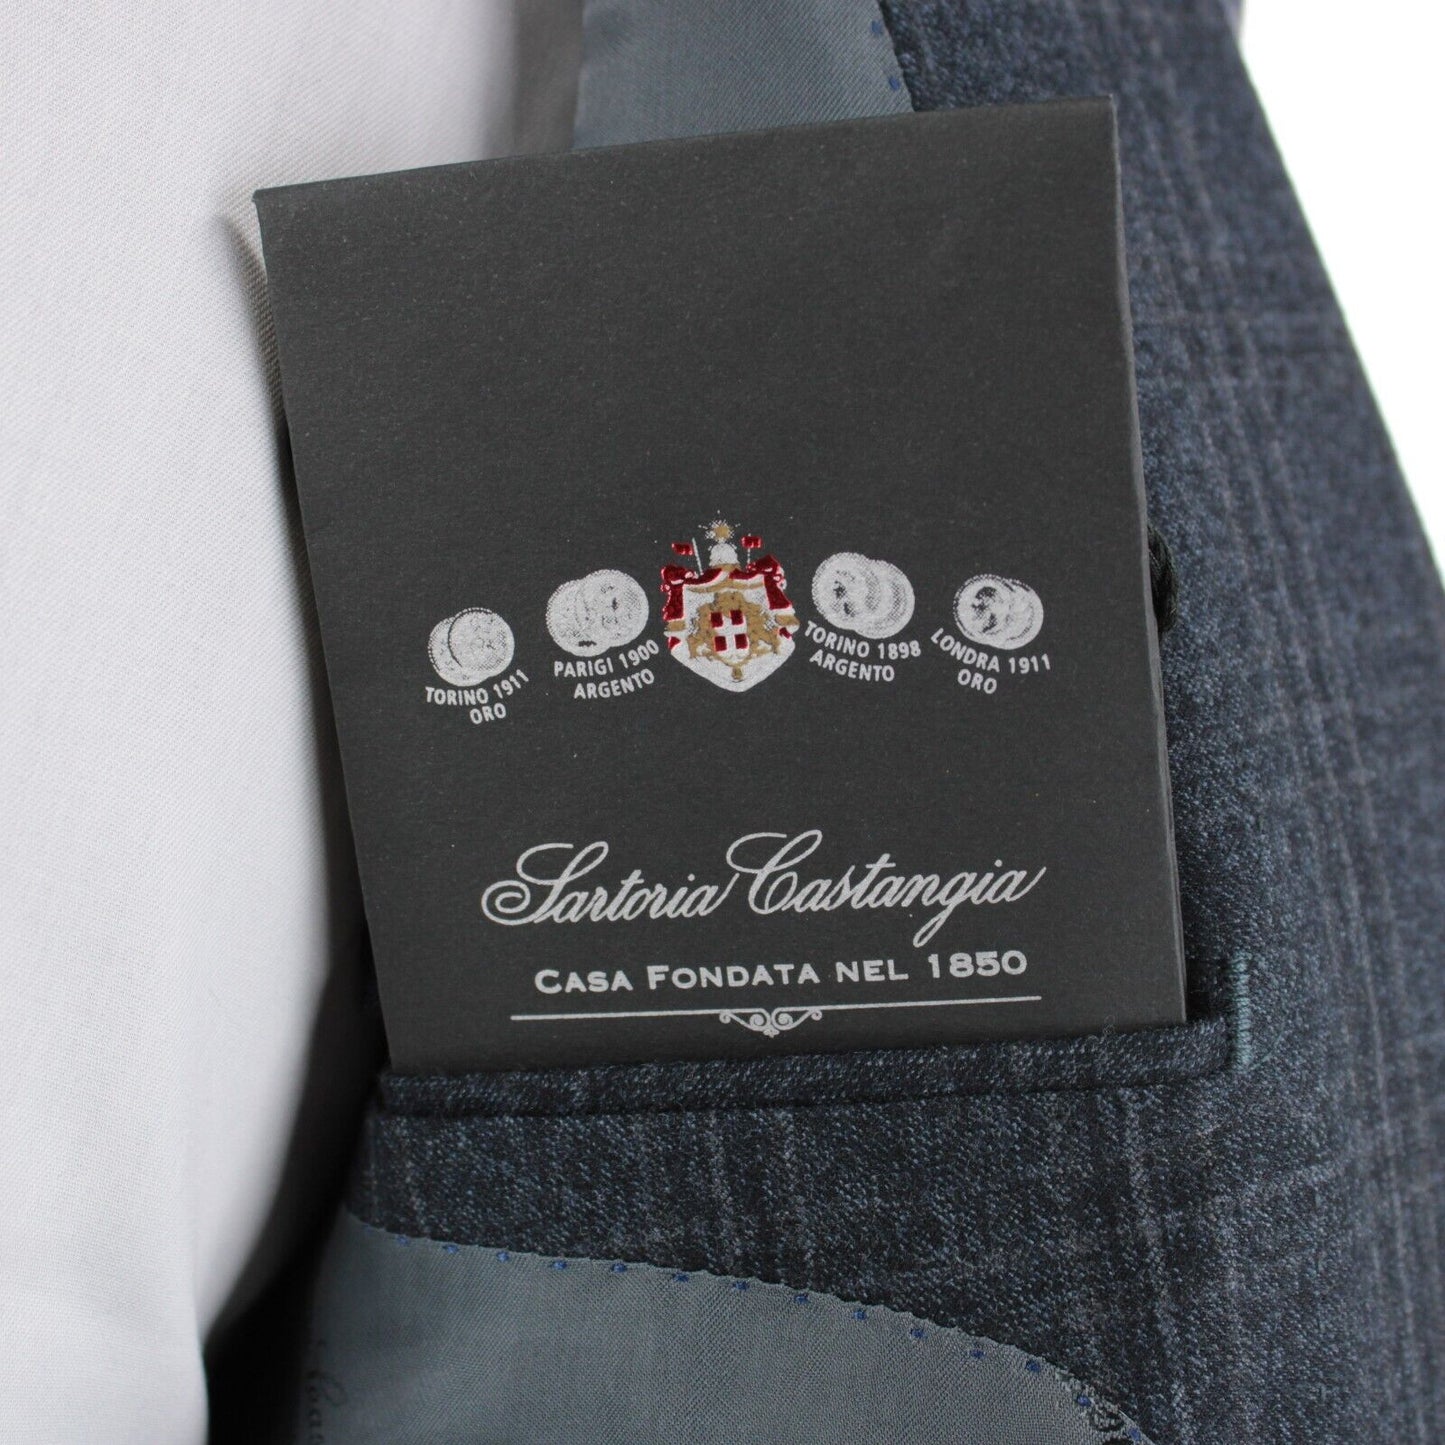 TORINO 1911
ORO
PARIGI 1900
ARGENTO
TORINO 1898
ARGENTO
LONDRA 1911
ORO
Sartoria Castangia
CASA FONDATA NEL 1850